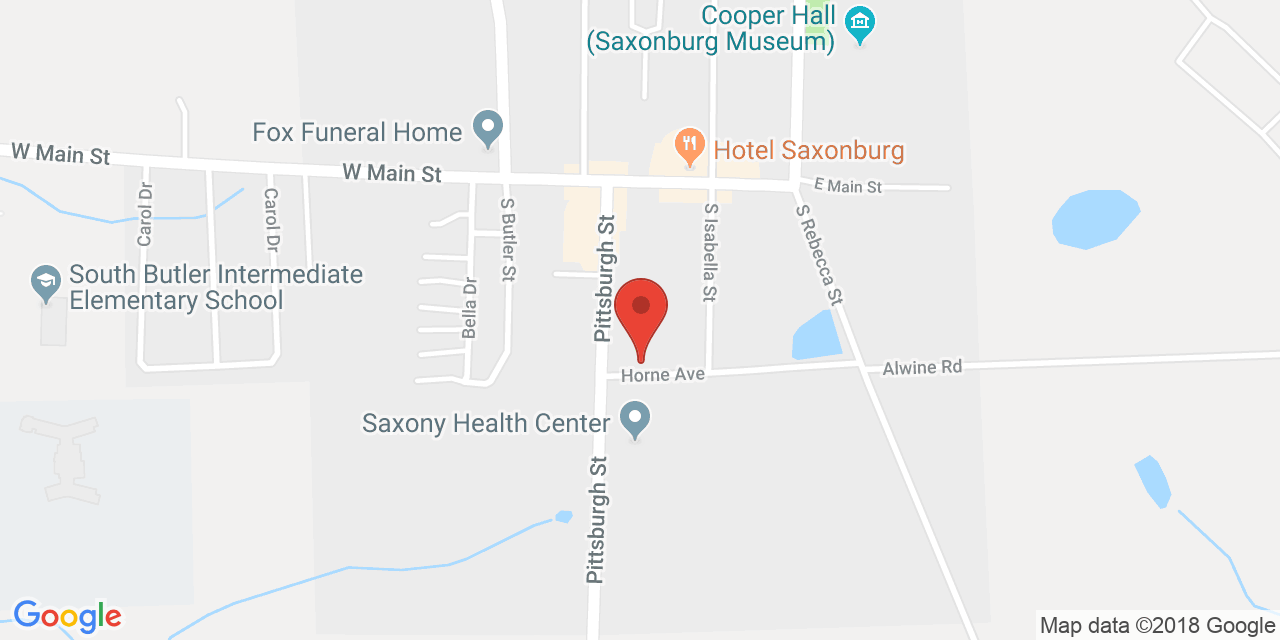 Cooper Hall
(Saxonburg Museum)
Fox Funeral Home
Hotel Saxonburg
W Main St
W Main St
E Main St
Carol Dr
Carol Dr
S Butler St
Pittsburgh St
S Isabella St
S Rebecca St
South Butler Intermediate
Elementary School
Bella Dr
Horne Ave
Alwine Rd
Saxony Health Center
Pittsburgh St
Google
Map data ©2018 Google